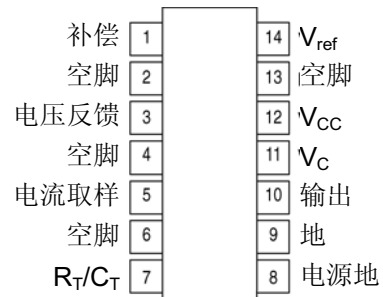 补偿 1 14 Vref
空脚 2 13 空脚
电压反馈 3 12 VCC
空脚 4 11 VC
电流取样 5 10 输出
空脚 6 9 地
RT/CT 7 8 电源地